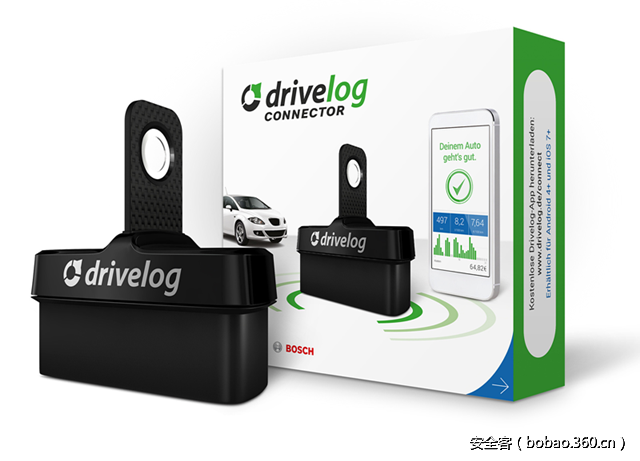 drivelog
CONNECTOR
Deinem Auto
geht's gut.
497
8,2
7,64
64,82€
drivelog
drivelog
BOSCH
Kostenlose Drivelog-App herunterladen:
www.drivelog.de/connect
Erhältlich für Android 4+ und iOS 7+
安全客（bobao.360.cn）